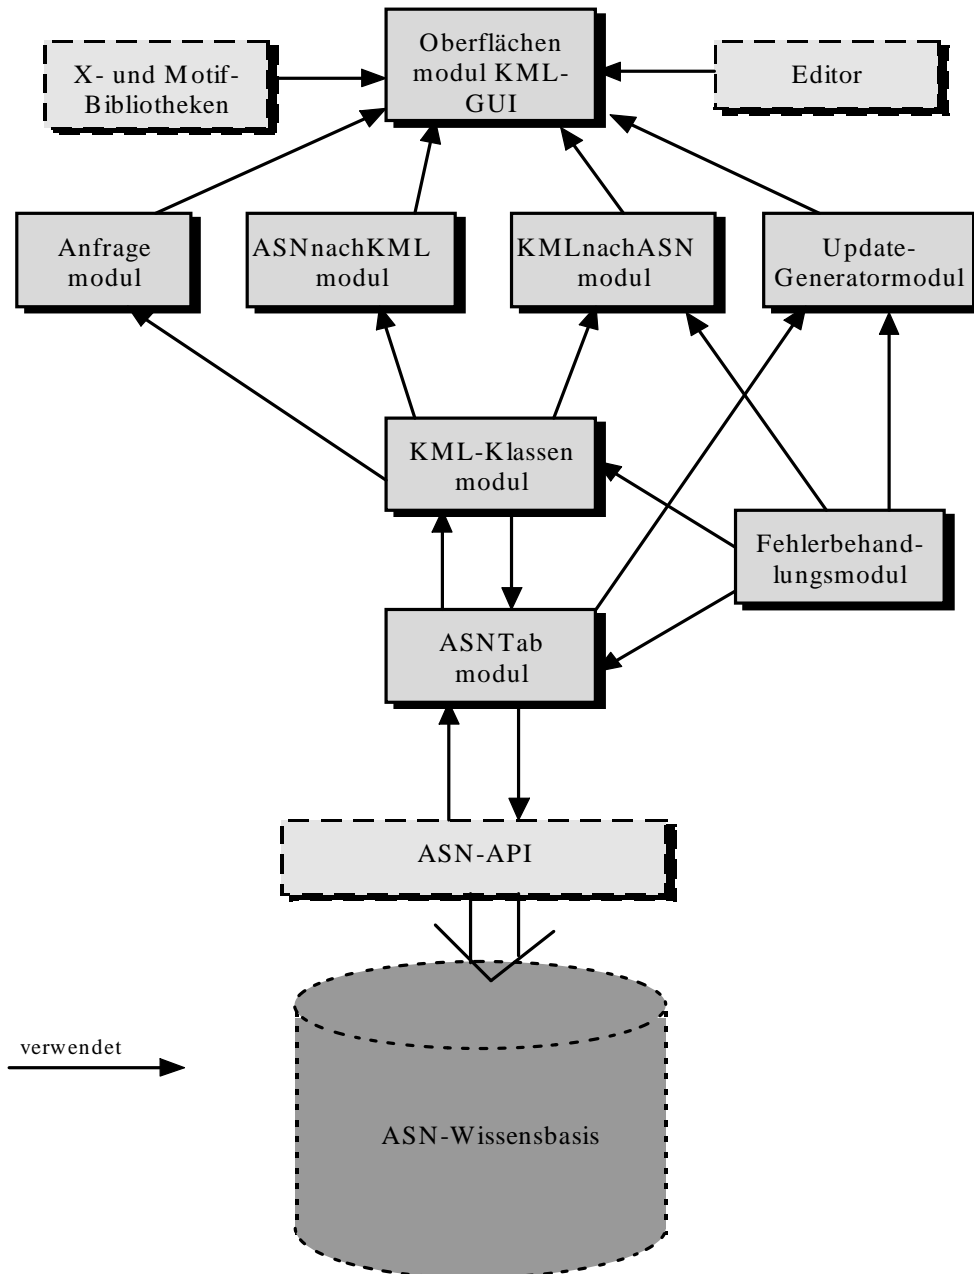 Oberflächen
modul KML-
GUI
X- und Motif-
Bibliotheken
Editor
Anfrage
modul
ASNnachKML
modul
KMLnachASN
modul
Update-
Generatormodul
KML-Klassen
modul
Fehlerbehand-
lungsmodul
ASNTab
modul
ASN-API
verwendet
ASN-Wissensbasis